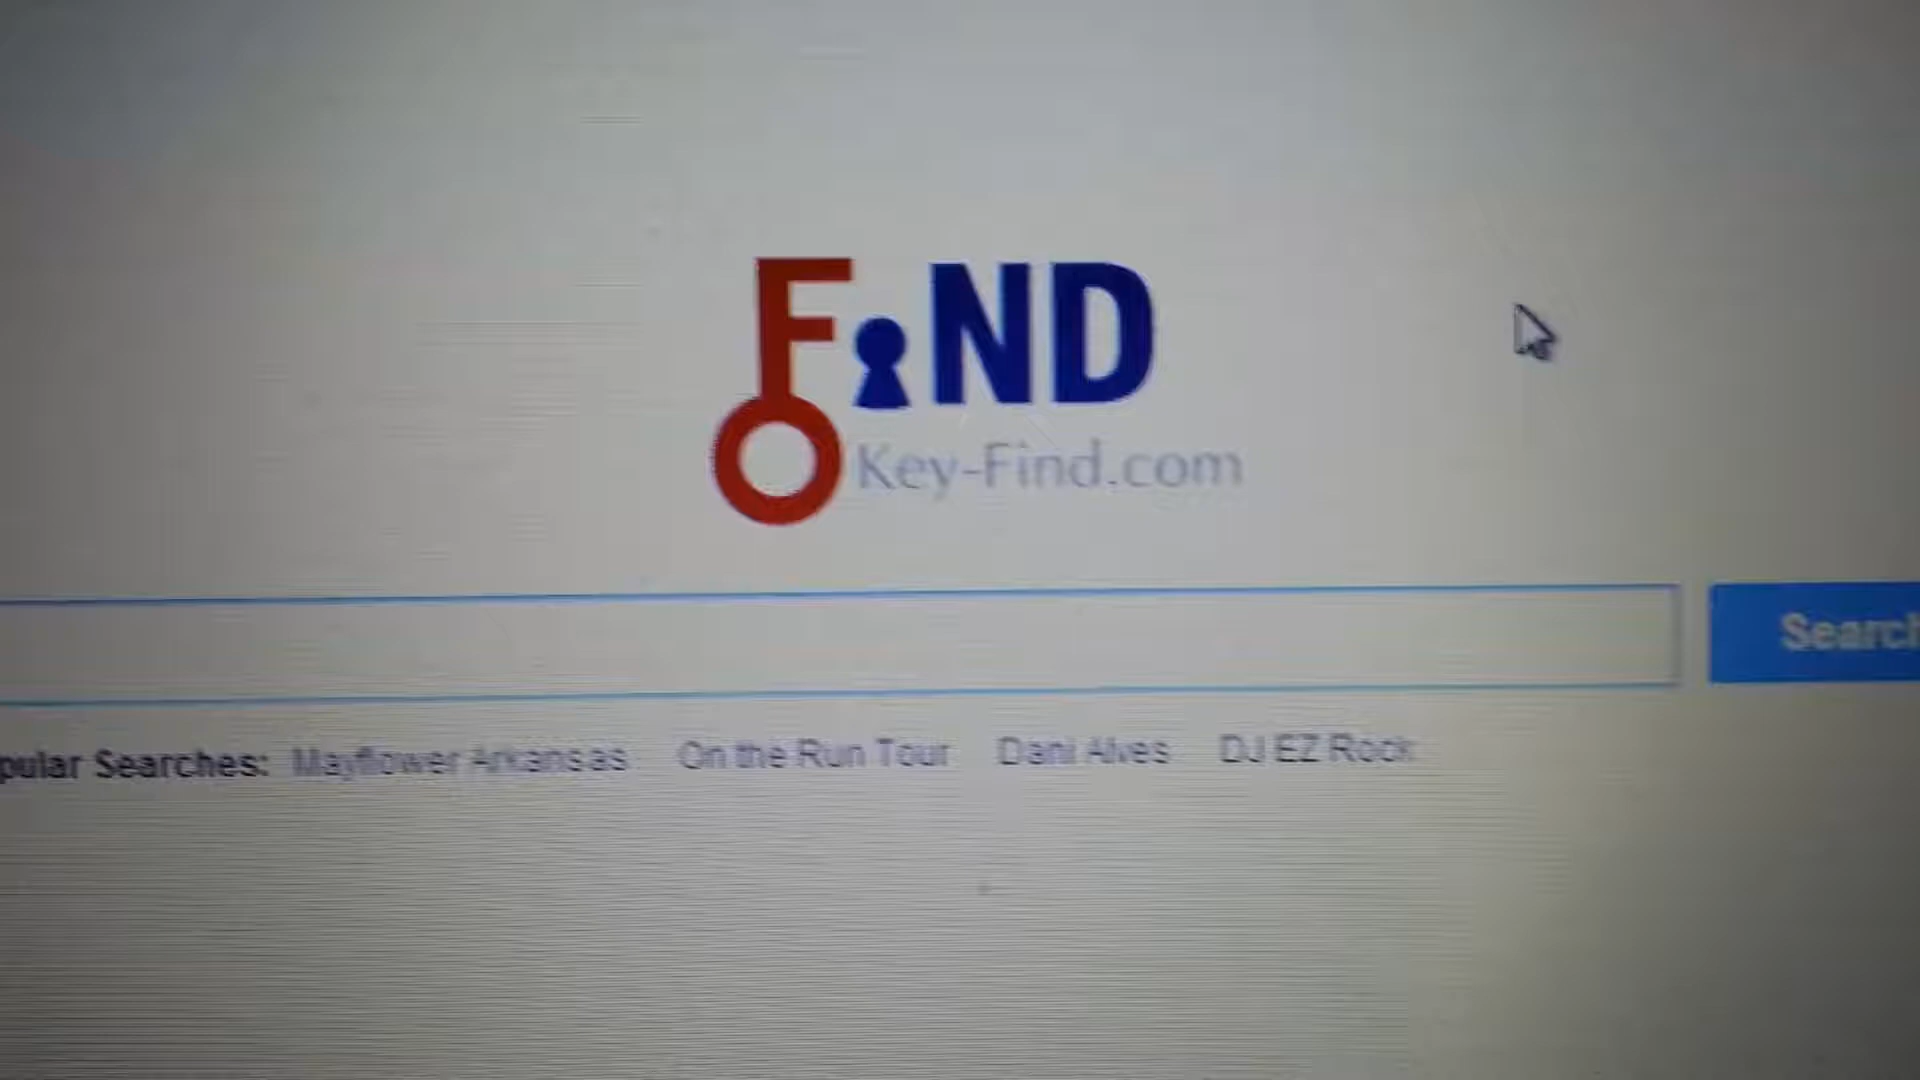 FIND
Key-Find.com
Search
pular Searches: Mayflower Arkansas On the Run Tour Dani Alves DJ EZ Rock